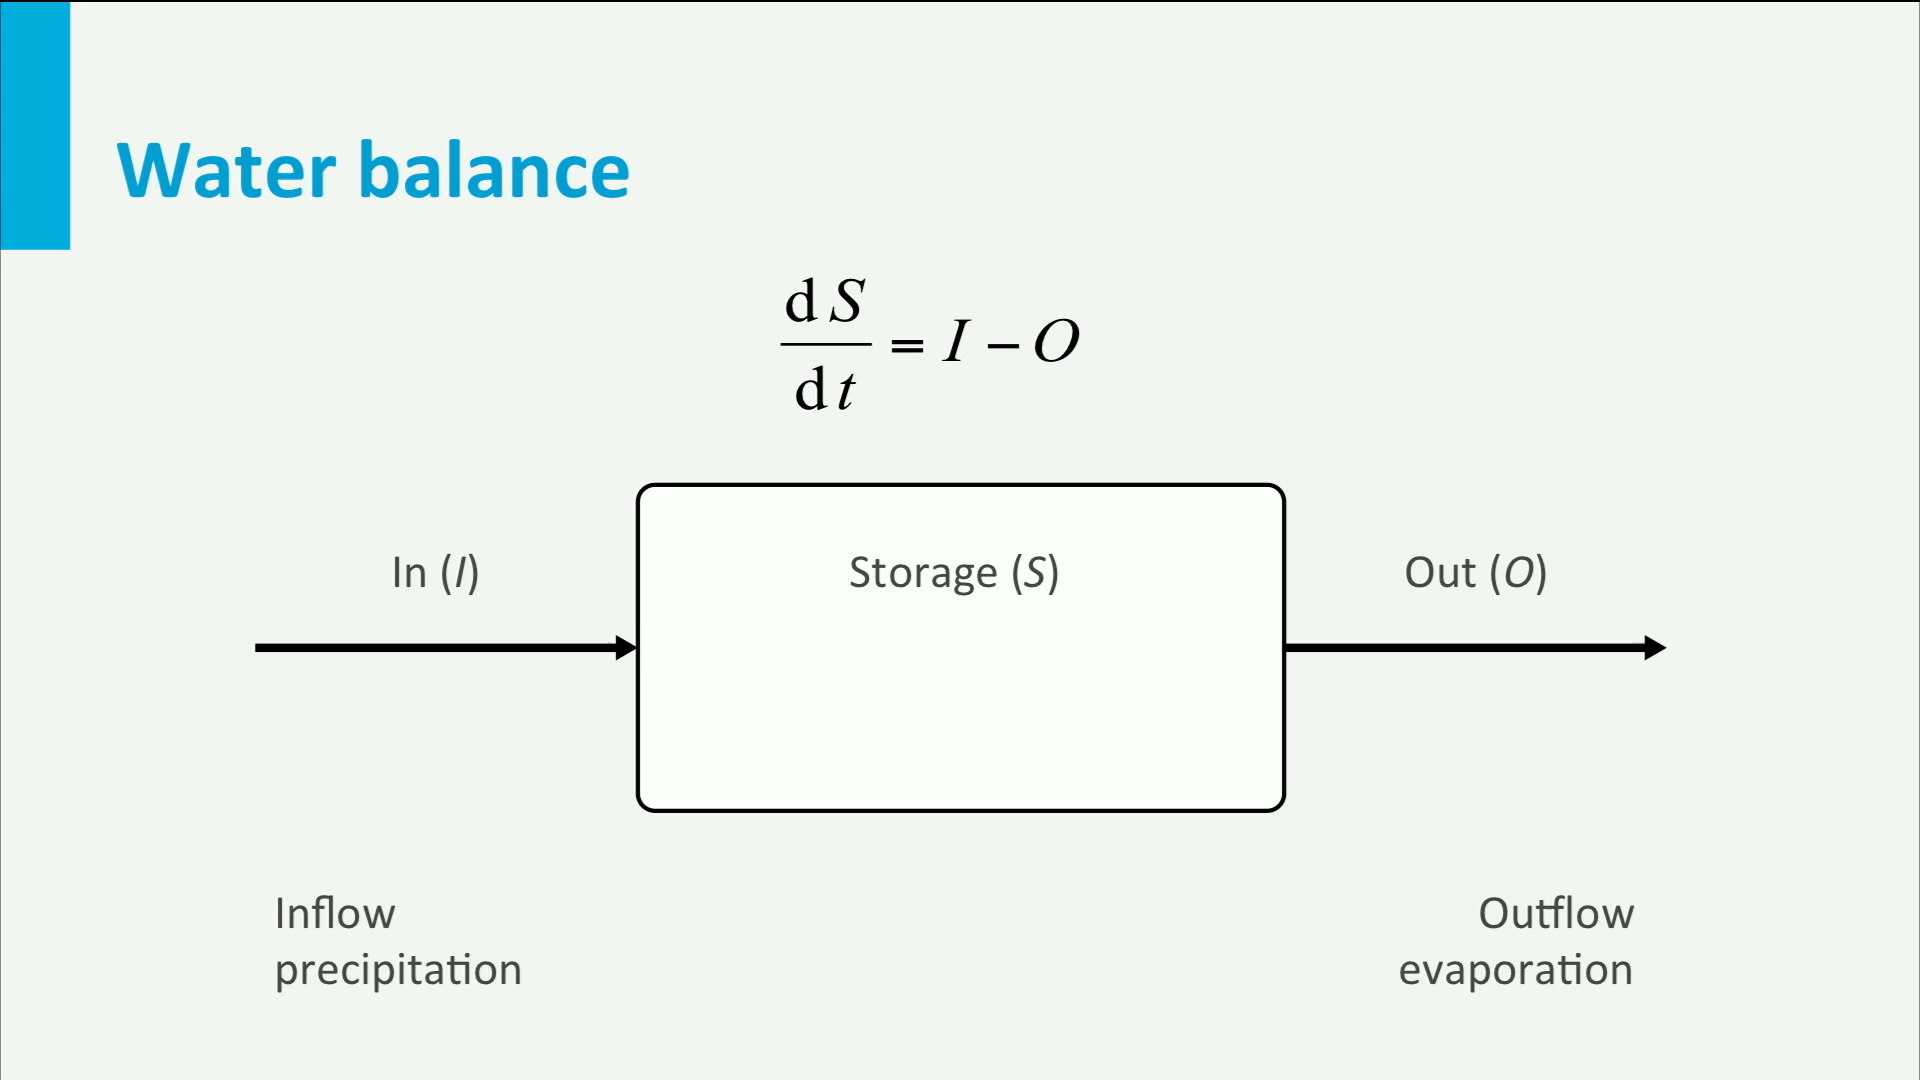 Water balance
dS/dt = I − O
In (I)
Storage (S)
Out (O)
Inflow
precipitation
Outflow
evaporation